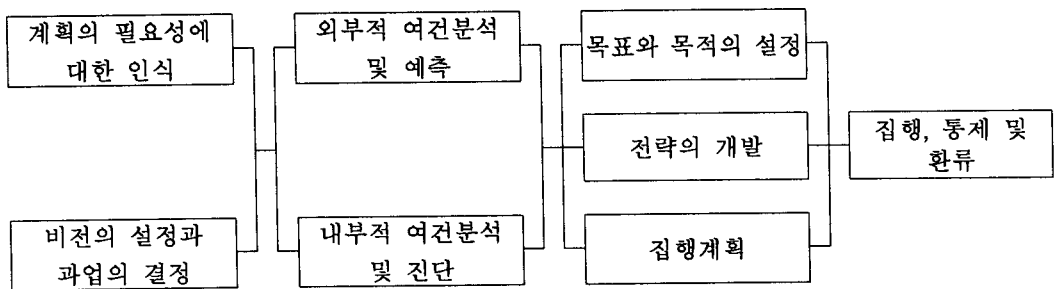 계획의 필요성에
대한 인식
외부적 여건분석
및 예측
목표와 목적의 설정
전략의 개발
집행, 통제 및
환류
비전의 설정과
과업의 결정
내부적 여건분석
및 진단
집행계획